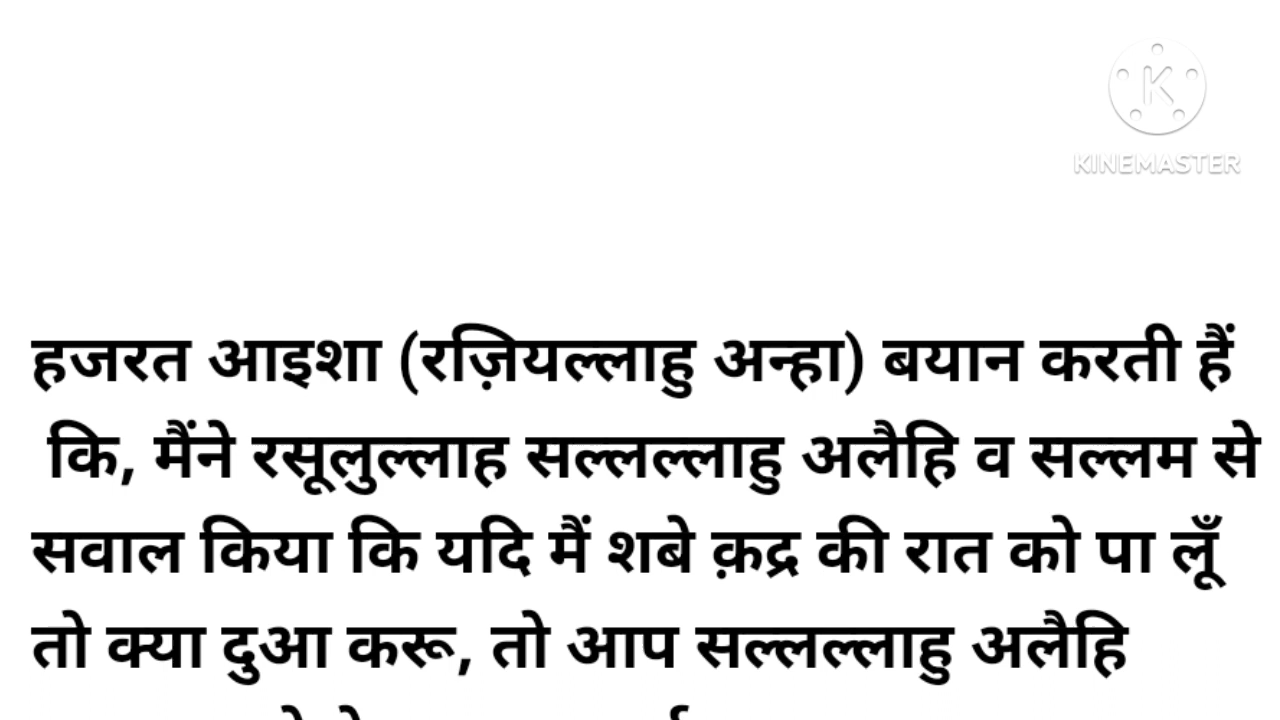 KINEMASTER
हजरत आइशा (रज़ियल्लाहु अन्हा) बयान करती हैं
कि, मैंने रसूलुल्लाह सल्लल्लाहु अलैहि व सल्लम से
सवाल किया कि यदि मैं शबे क़द्र की रात को पा लूँ
तो क्या दुआ करू, तो आप सल्लल्लाहु अलैहि